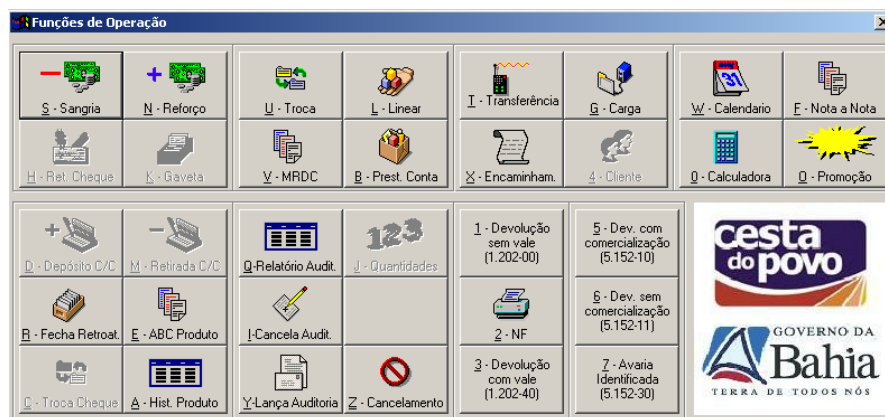 Funções de Operação
S - Sangria
N - Reforço
U - Troca
L - Linear
T - Transferência
G - Carga
31
W - Calendario
F - Nota a Nota
H - Ret. Cheque
K - Gaveta
V - MRDC
B - Prest. Conta
X - Encaminham.
4 - Cliente
0 - Calculadora
O - Promoção
D - Depósito C/C
M - Retirada C/C
Q-Relatório Audit.
123
J - Quantidades
1 - Devolução
sem vale
(1.202-00)
5 - Dev. com
comercialização
(5.152-10)
R - Fecha Retroat.
E - ABC Produto
I-Cancela Audit.
2 - NF
6 - Dev. sem
comercialização
(5.152-11)
C - Troca Cheque
A - Hist. Produto
Y-Lança Auditoria
Z - Cancelamento
3 - Devolução
com vale
(1.202-40)
7 - Avaria
Identificada
(5.152-30)
cesta
do povo
GOVERNO DA
Bahia
TERRA DE TODOS NÓS